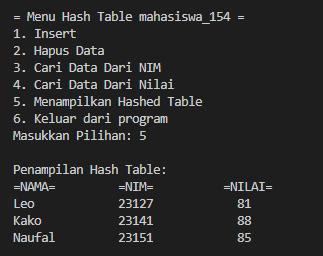 = Menu Hash Table mahasiswa_154 =
1. Insert
2. Hapus Data
3. Cari Data Dari NIM
4. Cari Data Dari Nilai
5. Menampilkan Hashed Table
6. Keluar dari program
Masukkan Pilihan: 5
Penampilan Hash Table:
=NAMA= =NIM= =NILAI=
Leo 23127 81
Kako 23141 88
Naufal 23151 85